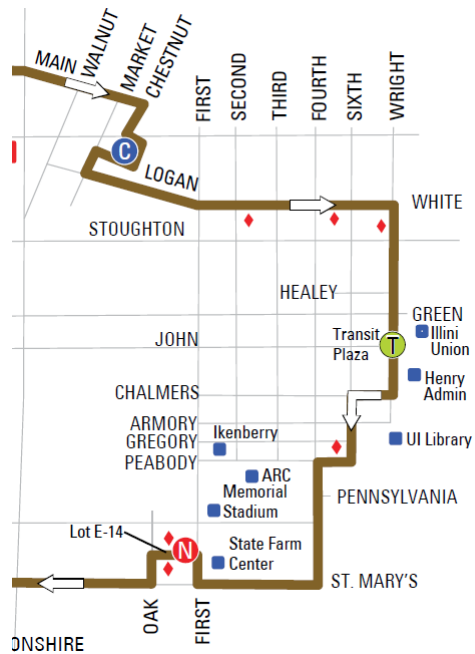 MAIN
WALNUT
MARKET
CHESTNUT
FIRST
SECOND
THIRD
FOURTH
SIXTH
WRIGHT
C
LOGAN
WHITE
STOUGHTON
HEALEY
GREEN
Illini
Union
JOHN
Transit
Plaza
T
Henry
Admin
CHALMERS
ARMORY
GREGORY
PEABODY
Ikenberry
UI Library
ARC
PENNSYLVANIA
Memorial
Stadium
Lot E-14
N
State Farm
Center
ST. MARY'S
OAK
FIRST
ONSHIRE